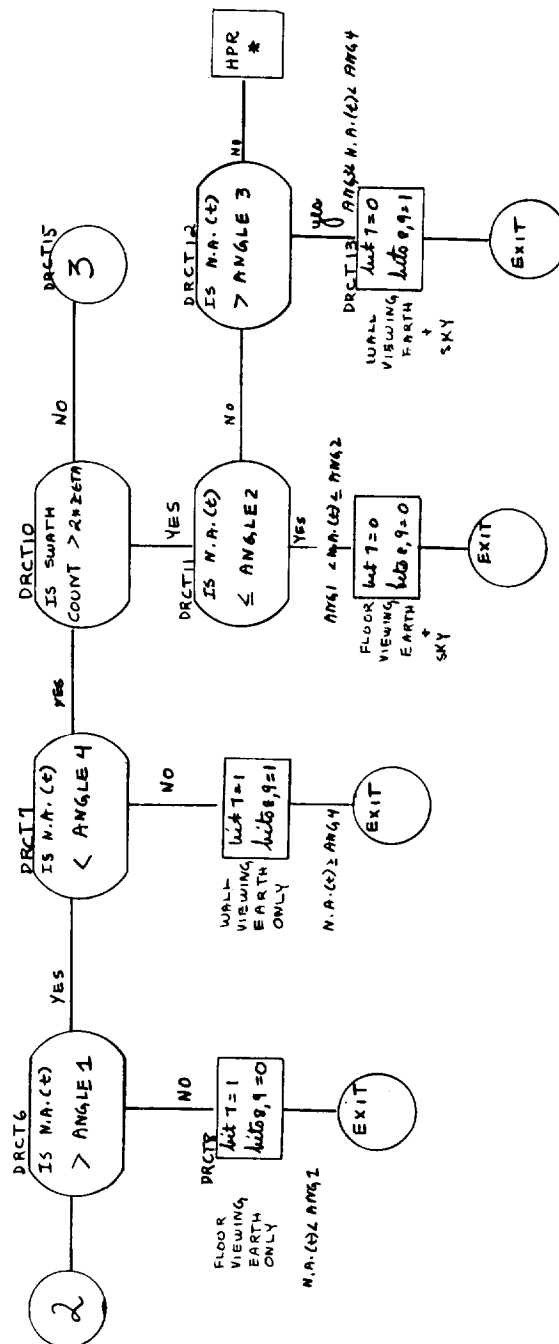 2
DRCT6
IS N.A.(t)
> ANGLE 1
YES
NO
DRCT8
bit 7=1
bits 8,9=0
FLOOR
VIEWING
EARTH
ONLY
N.A.(t)< ANG1
EXIT
DRCT7
IS N.A.(t)
< ANGLE 4
YES
NO
bit 7=1
bits 8,9=1
WALL
VIEWING
EARTH
ONLY
N.A.(t) ≥ ANG4
EXIT
DRCT10
IS SWATH
COUNT > 2*ZETA
NO
DRCT15
3
YES
DRCT11
IS N.A.(t)
≤ ANGLE 2
YES
ANG1 < N.A.(t) ≤ ANG2
bit 7=0
bits 8,9=0
FLOOR
VIEWING
EARTH
+
SKY
EXIT
NO
DRCT12
IS N.A.(t)
> ANGLE 3
NO
HPR
*
yes
ANG3< N.A.(t)< ANG4
DRCT13
bit 7=0
bits 8,9=1
WALL
VIEWING
EARTH
+
SKY
EXIT